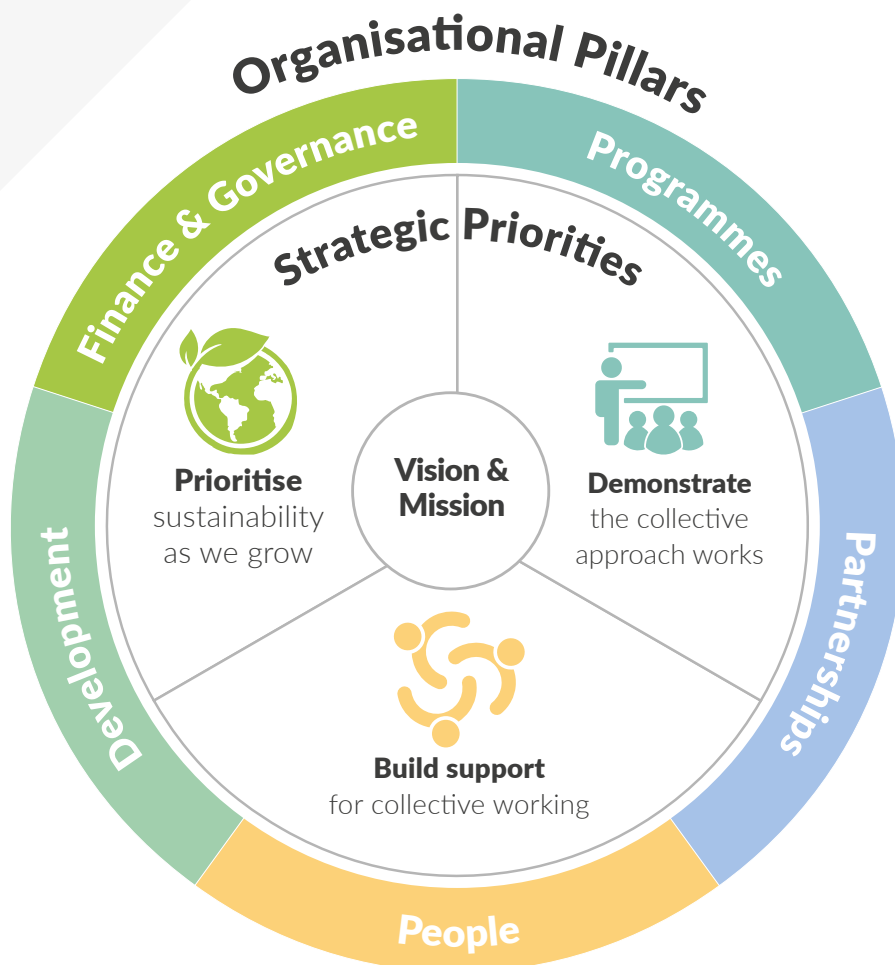 Organisational Pillars
Finance & Governance
Programmes
Strategic Priorities
Prioritise
sustainability
as we grow
Vision &
Mission
Demonstrate
the collective
approach works
Development
Partnerships
Build support
for collective working
People